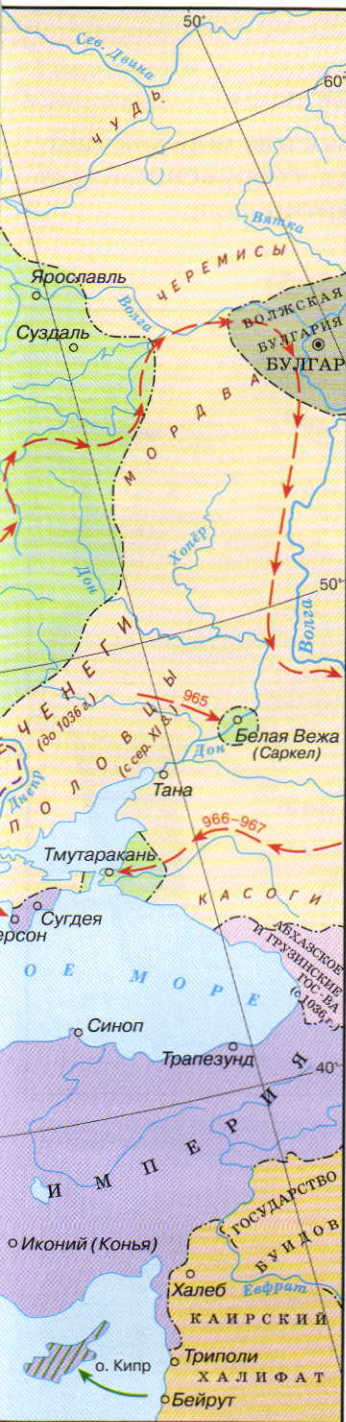 50°
Сев. Двина
60°
ЧУДЬ
Вятка
ЧЕРЕМИСЫ
Ярославль
Волга
ВОЛЖСКАЯ
БУЛГАРИЯ
Суздаль
БУЛГАР
МОРДВА
Хопёр
Дон
50°
Волга
ЧЕНЕГИ
(до 1036 г.)
965
ПОЛОВЦЫ
(с сер. XI в.)
Белая Вежа
(Саркел)
Дон
Днепр
Тана
966–967
Тмутаракань
КАСОГИ
Сугдея
ерсон
АБХАЗСКОЕ
И ГРУЗИНСКИЕ
ГОС-ВА
(с 1036 г.)
ОЕ МОРЕ
Синоп
Трапезунд
40°
ИМПЕРИЯ
ГОСУДАРСТВО
БУИДОВ
Иконий (Конья)
Халеб
Евфрат
КАИРСКИЙ
о. Кипр
Триполи
ХАЛИФАТ
Бейрут